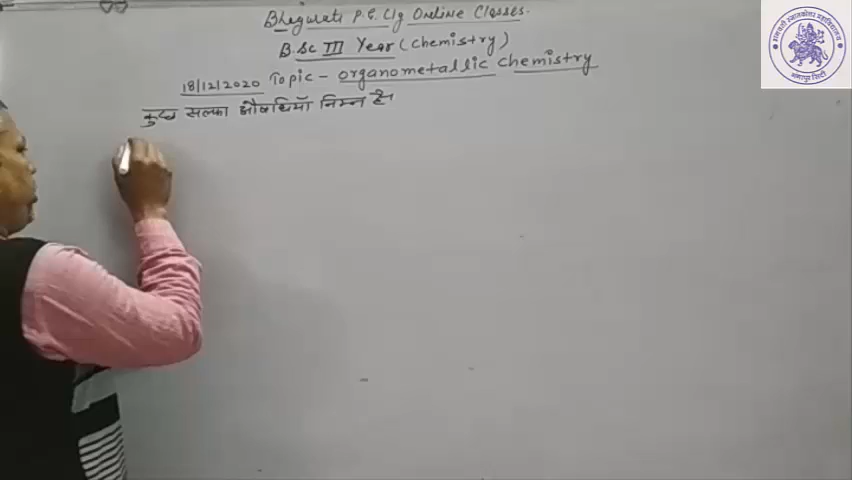 Bhagwati P.G. Clg Online Classes.
B.Sc III Year (Chemistry)
18/12/2020 Topic - organometallic Chemistry
कुछ सल्फा औषधियाँ निम्न है।